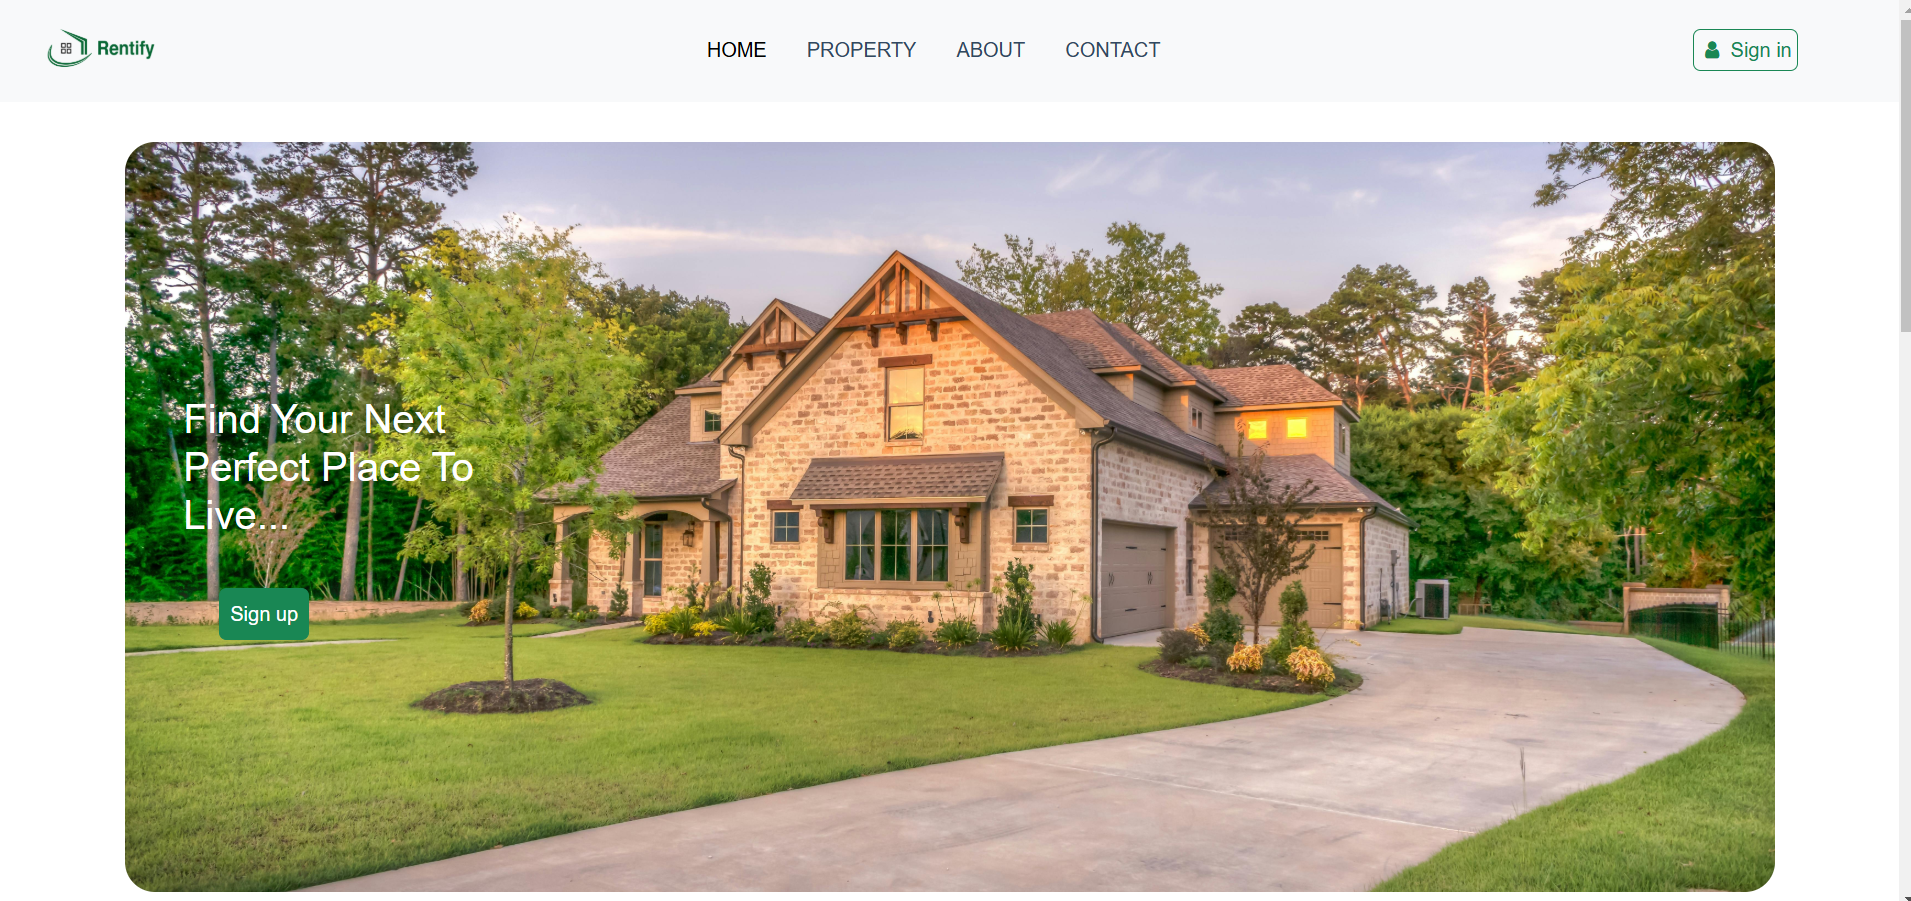 Rentify
HOME
PROPERTY
ABOUT
CONTACT
Sign in
Find Your Next
Perfect Place To
Live...
Sign up